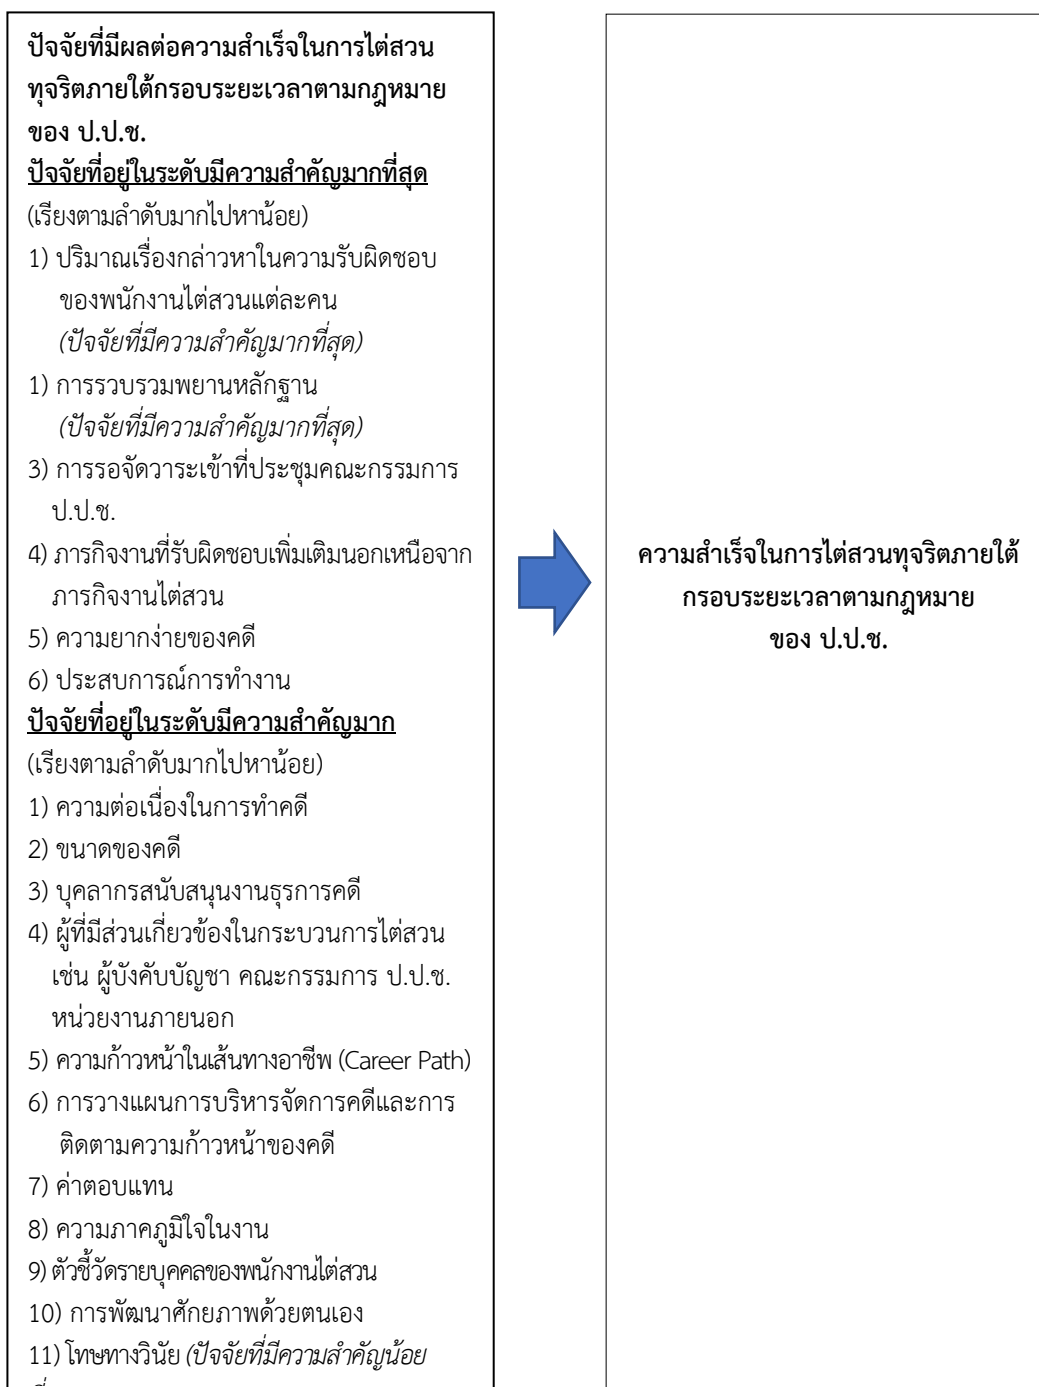 ปัจจัยที่มีผลต่อความสำเร็จในการไต่สวน
ทุจริตภายใต้กรอบระยะเวลาตามกฎหมาย
ของ ป.ป.ช.
ปัจจัยที่อยู่ในระดับมีความสำคัญมากที่สุด
(เรียงตามลำดับมากไปหาน้อย)
1) ปริมาณเรื่องกล่าวหาในความรับผิดชอบ
ของพนักงานไต่สวนแต่ละคน
(ปัจจัยที่มีความสำคัญมากที่สุด)
1) การรวบรวมพยานหลักฐาน
(ปัจจัยที่มีความสำคัญมากที่สุด)
3) การรอจัดวาระเข้าที่ประชุมคณะกรรมการ
ป.ป.ช.
4) ภารกิจงานที่รับผิดชอบเพิ่มเติมนอกเหนือจาก
ภารกิจงานไต่สวน
5) ความยากง่ายของคดี
6) ประสบการณ์การทำงาน
ปัจจัยที่อยู่ในระดับมีความสำคัญมาก
(เรียงตามลำดับมากไปหาน้อย)
1) ความต่อเนื่องในการทำคดี
2) ขนาดของคดี
3) บุคลากรสนับสนุนงานธุรการคดี
4) ผู้ที่มีส่วนเกี่ยวข้องในกระบวนการไต่สวน
เช่น ผู้บังคับบัญชา คณะกรรมการ ป.ป.ช.
หน่วยงานภายนอก
5) ความก้าวหน้าในเส้นทางอาชีพ (Career Path)
6) การวางแผนการบริหารจัดการคดีและการ
ติดตามความก้าวหน้าของคดี
7) ค่าตอบแทน
8) ความภาคภูมิใจในงาน
9) ตัวชี้วัดรายบุคคลของพนักงานไต่สวน
10) การพัฒนาศักยภาพด้วยตนเอง
11) โทษทางวินัย (ปัจจัยที่มีความสำคัญน้อย
ความสำเร็จในการไต่สวนทุจริตภายใต้
กรอบระยะเวลาตามกฎหมาย
ของ ป.ป.ช.